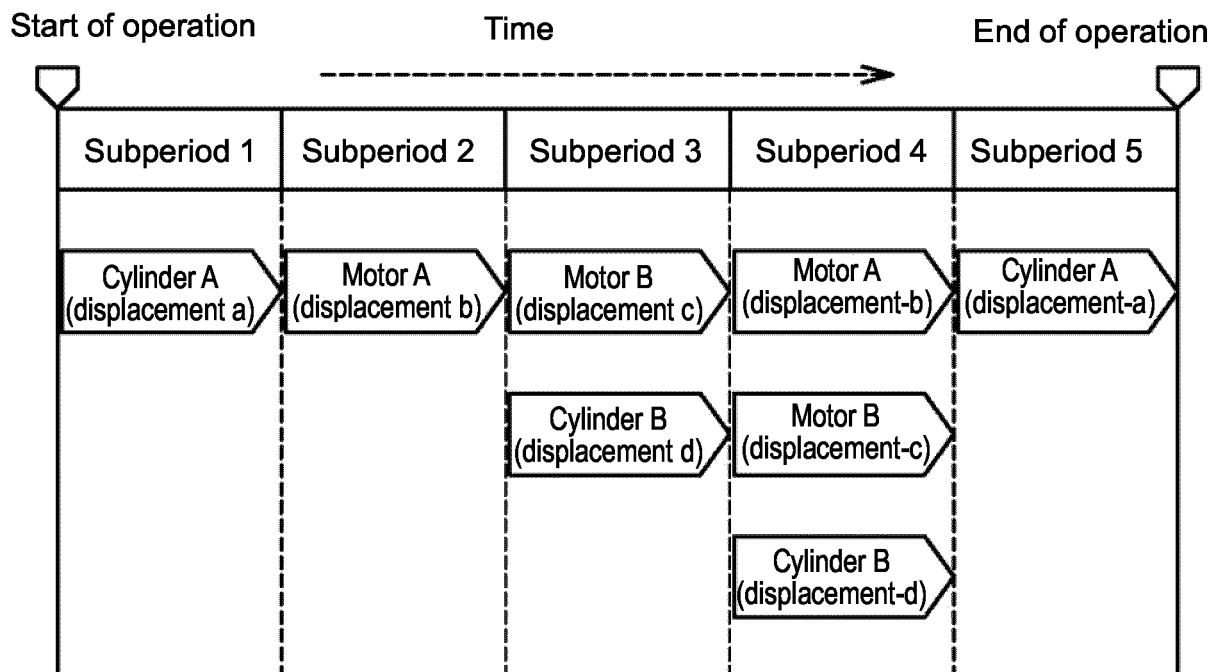 Start of operation
Time
End of operation
Subperiod 1
Subperiod 2
Subperiod 3
Subperiod 4
Subperiod 5
Cylinder A
(displacement a)
Motor A
(displacement b)
Motor B
(displacement c)
Motor A
(displacement-b)
Cylinder A
(displacement-a)
Cylinder B
(displacement d)
Motor B
(displacement-c)
Cylinder B
(displacement-d)